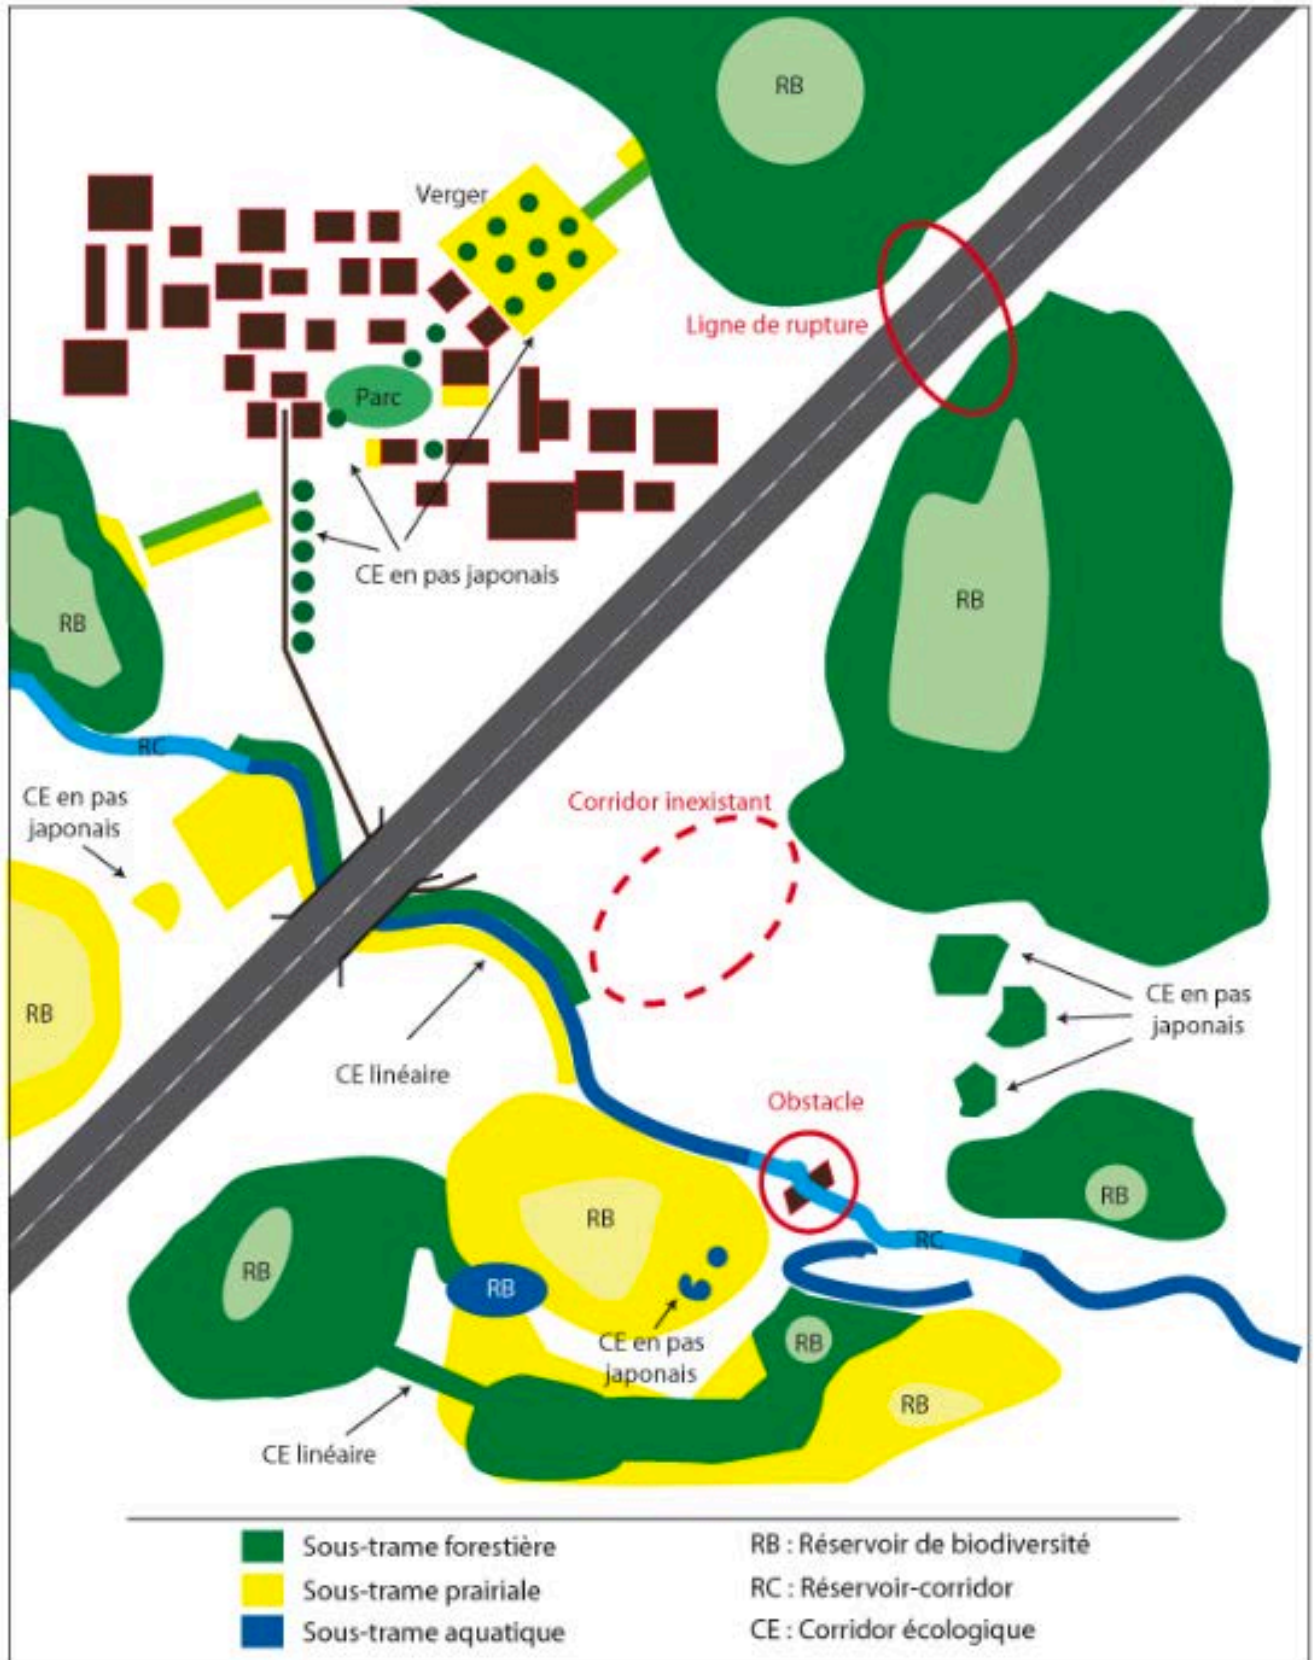 RB
Verger
Ligne de rupture
Parc
CE en pas japonais
RB
RB
RC
CE en pas
japonais
Corridor inexistant
RB
CE en pas
japonais
CE linéaire
Obstacle
RB
RB
RC
RB
RB
CE en pas
japonais
RB
RB
CE linéaire
Sous-trame forestière
Sous-trame prairiale
Sous-trame aquatique
RB : Réservoir de biodiversité
RC : Réservoir-corridor
CE : Corridor écologique